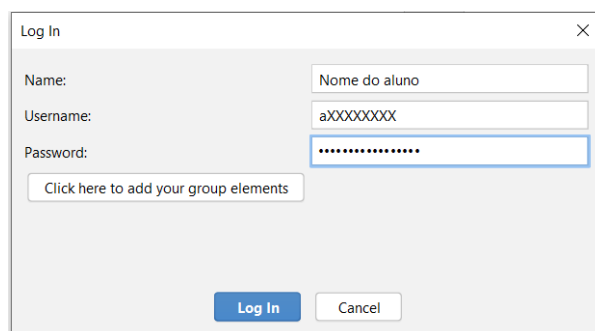 Log In
Name: Nome do aluno
Username: aXXXXXXXX
Password: ••••••••••••••••
Click here to add your group elements
Log In Cancel